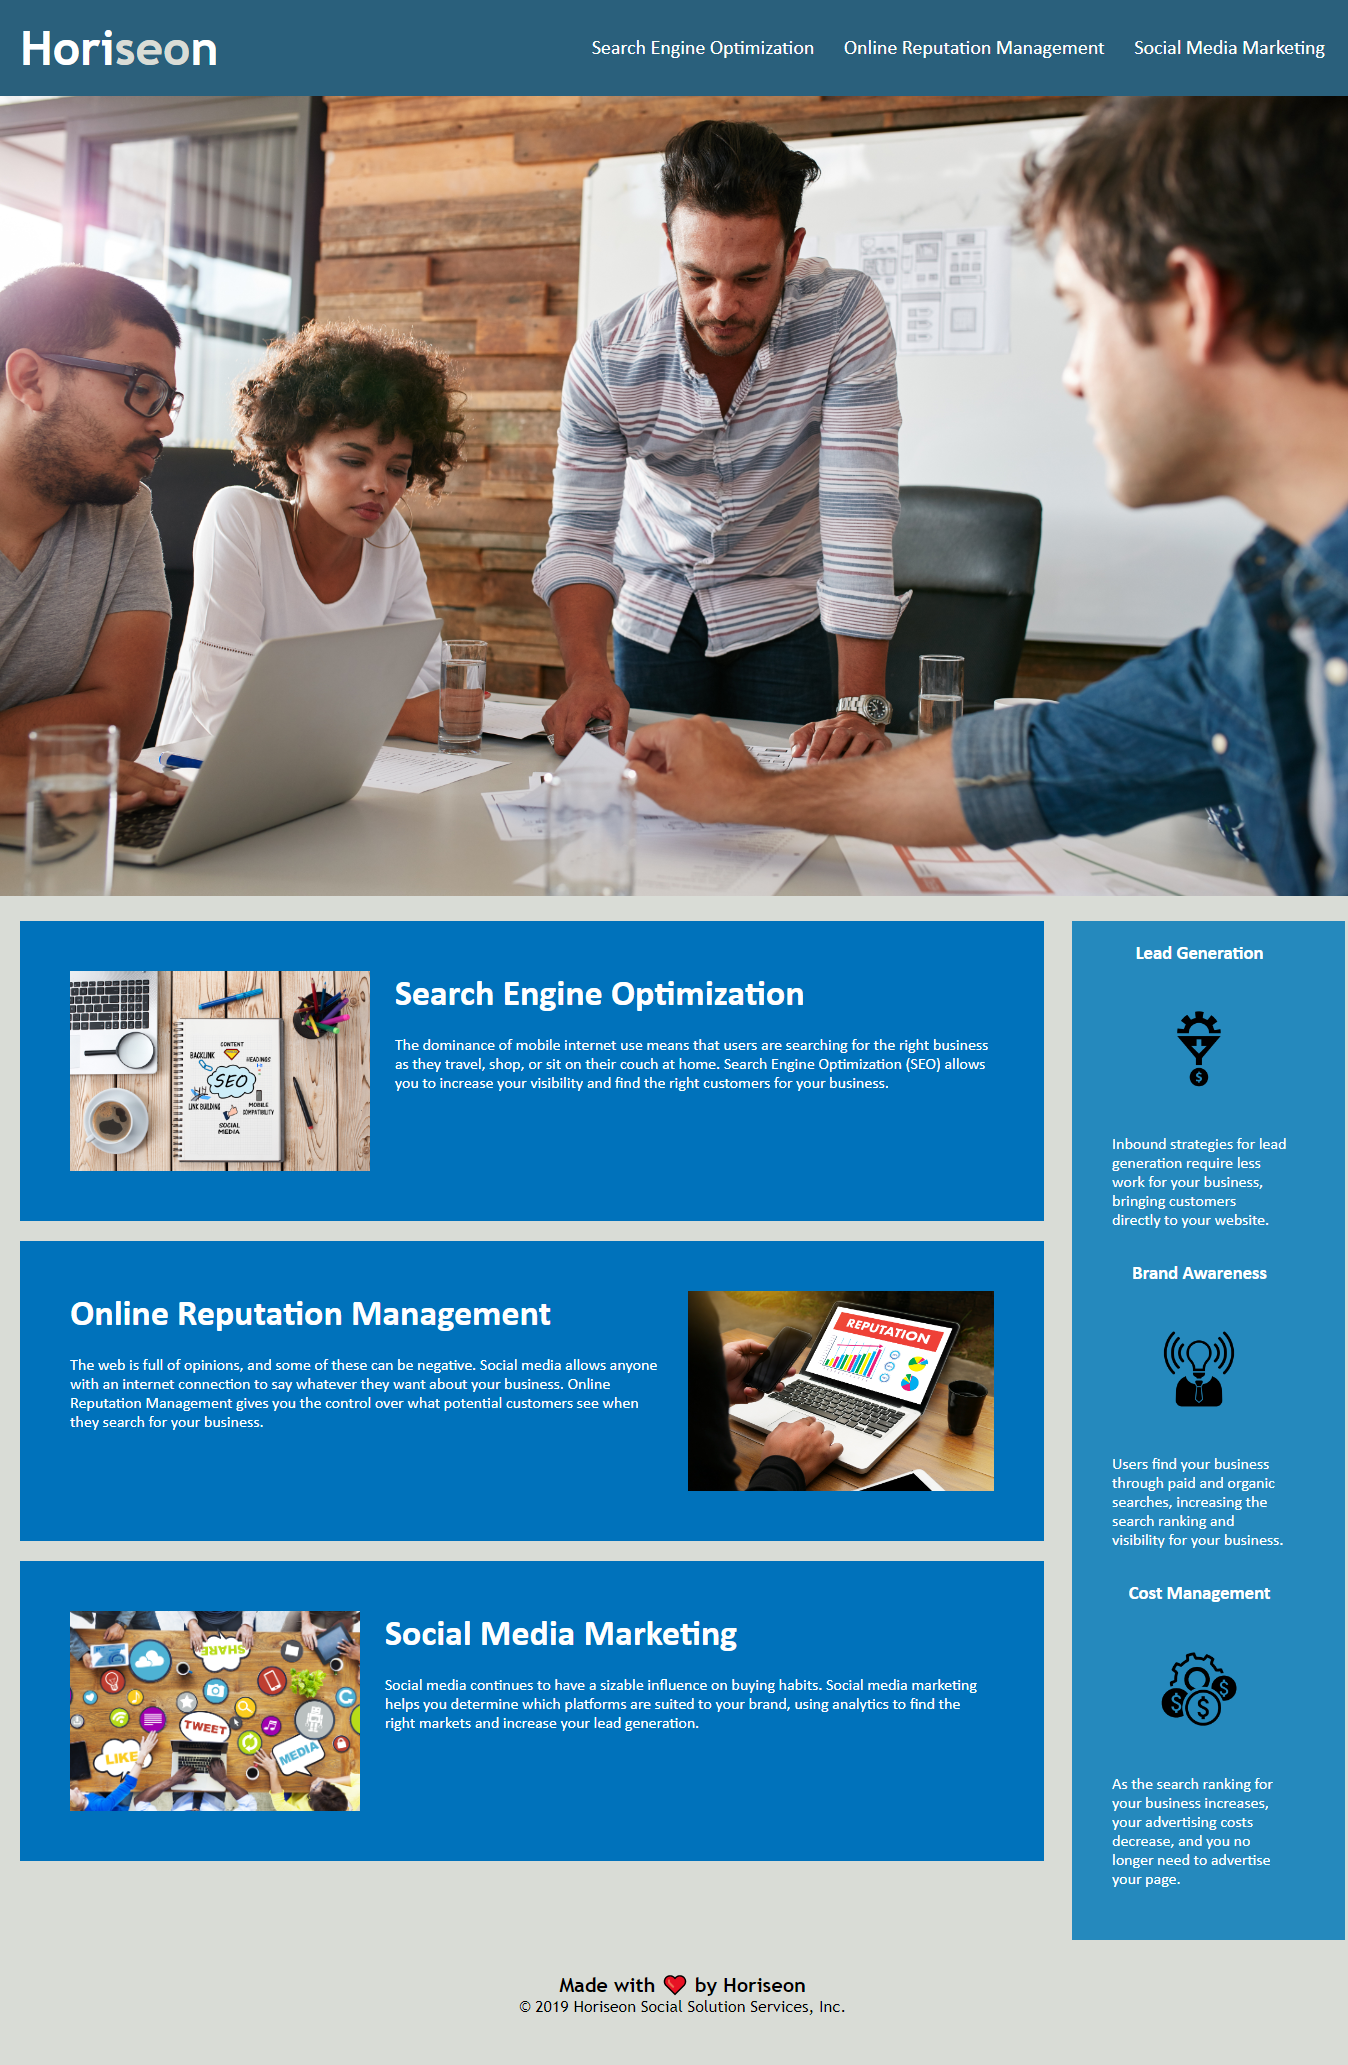 Horiseon
Search Engine Optimization
Online Reputation Management
Social Media Marketing
CONTENT
BACKLINK
HEADINGS
SEO
LINK BUILDING
MOBILE
COMPATIBILITY
SOCIAL
MEDIA
Search Engine Optimization
The dominance of mobile internet use means that users are searching for the right business
as they travel, shop, or sit on their couch at home. Search Engine Optimization (SEO) allows
you to increase your visibility and find the right customers for your business.
Online Reputation Management
The web is full of opinions, and some of these can be negative. Social media allows anyone
with an internet connection to say whatever they want about your business. Online
Reputation Management gives you the control over what potential customers see when
they search for your business.
REPUTATION
SHARE
TWEET
LIKE
MEDIA
Social Media Marketing
Social media continues to have a sizable influence on buying habits. Social media marketing
helps you determine which platforms are suited to your brand, using analytics to find the
right markets and increase your lead generation.
Lead Generation
$
Inbound strategies for lead
generation require less
work for your business,
bringing customers
directly to your website.
Brand Awareness
Users find your business
through paid and organic
searches, increasing the
search ranking and
visibility for your business.
Cost Management
$ $ $
As the search ranking for
your business increases,
your advertising costs
decrease, and you no
longer need to advertise
your page.
Made with ❤️ by Horiseon
© 2019 Horiseon Social Solution Services, Inc.